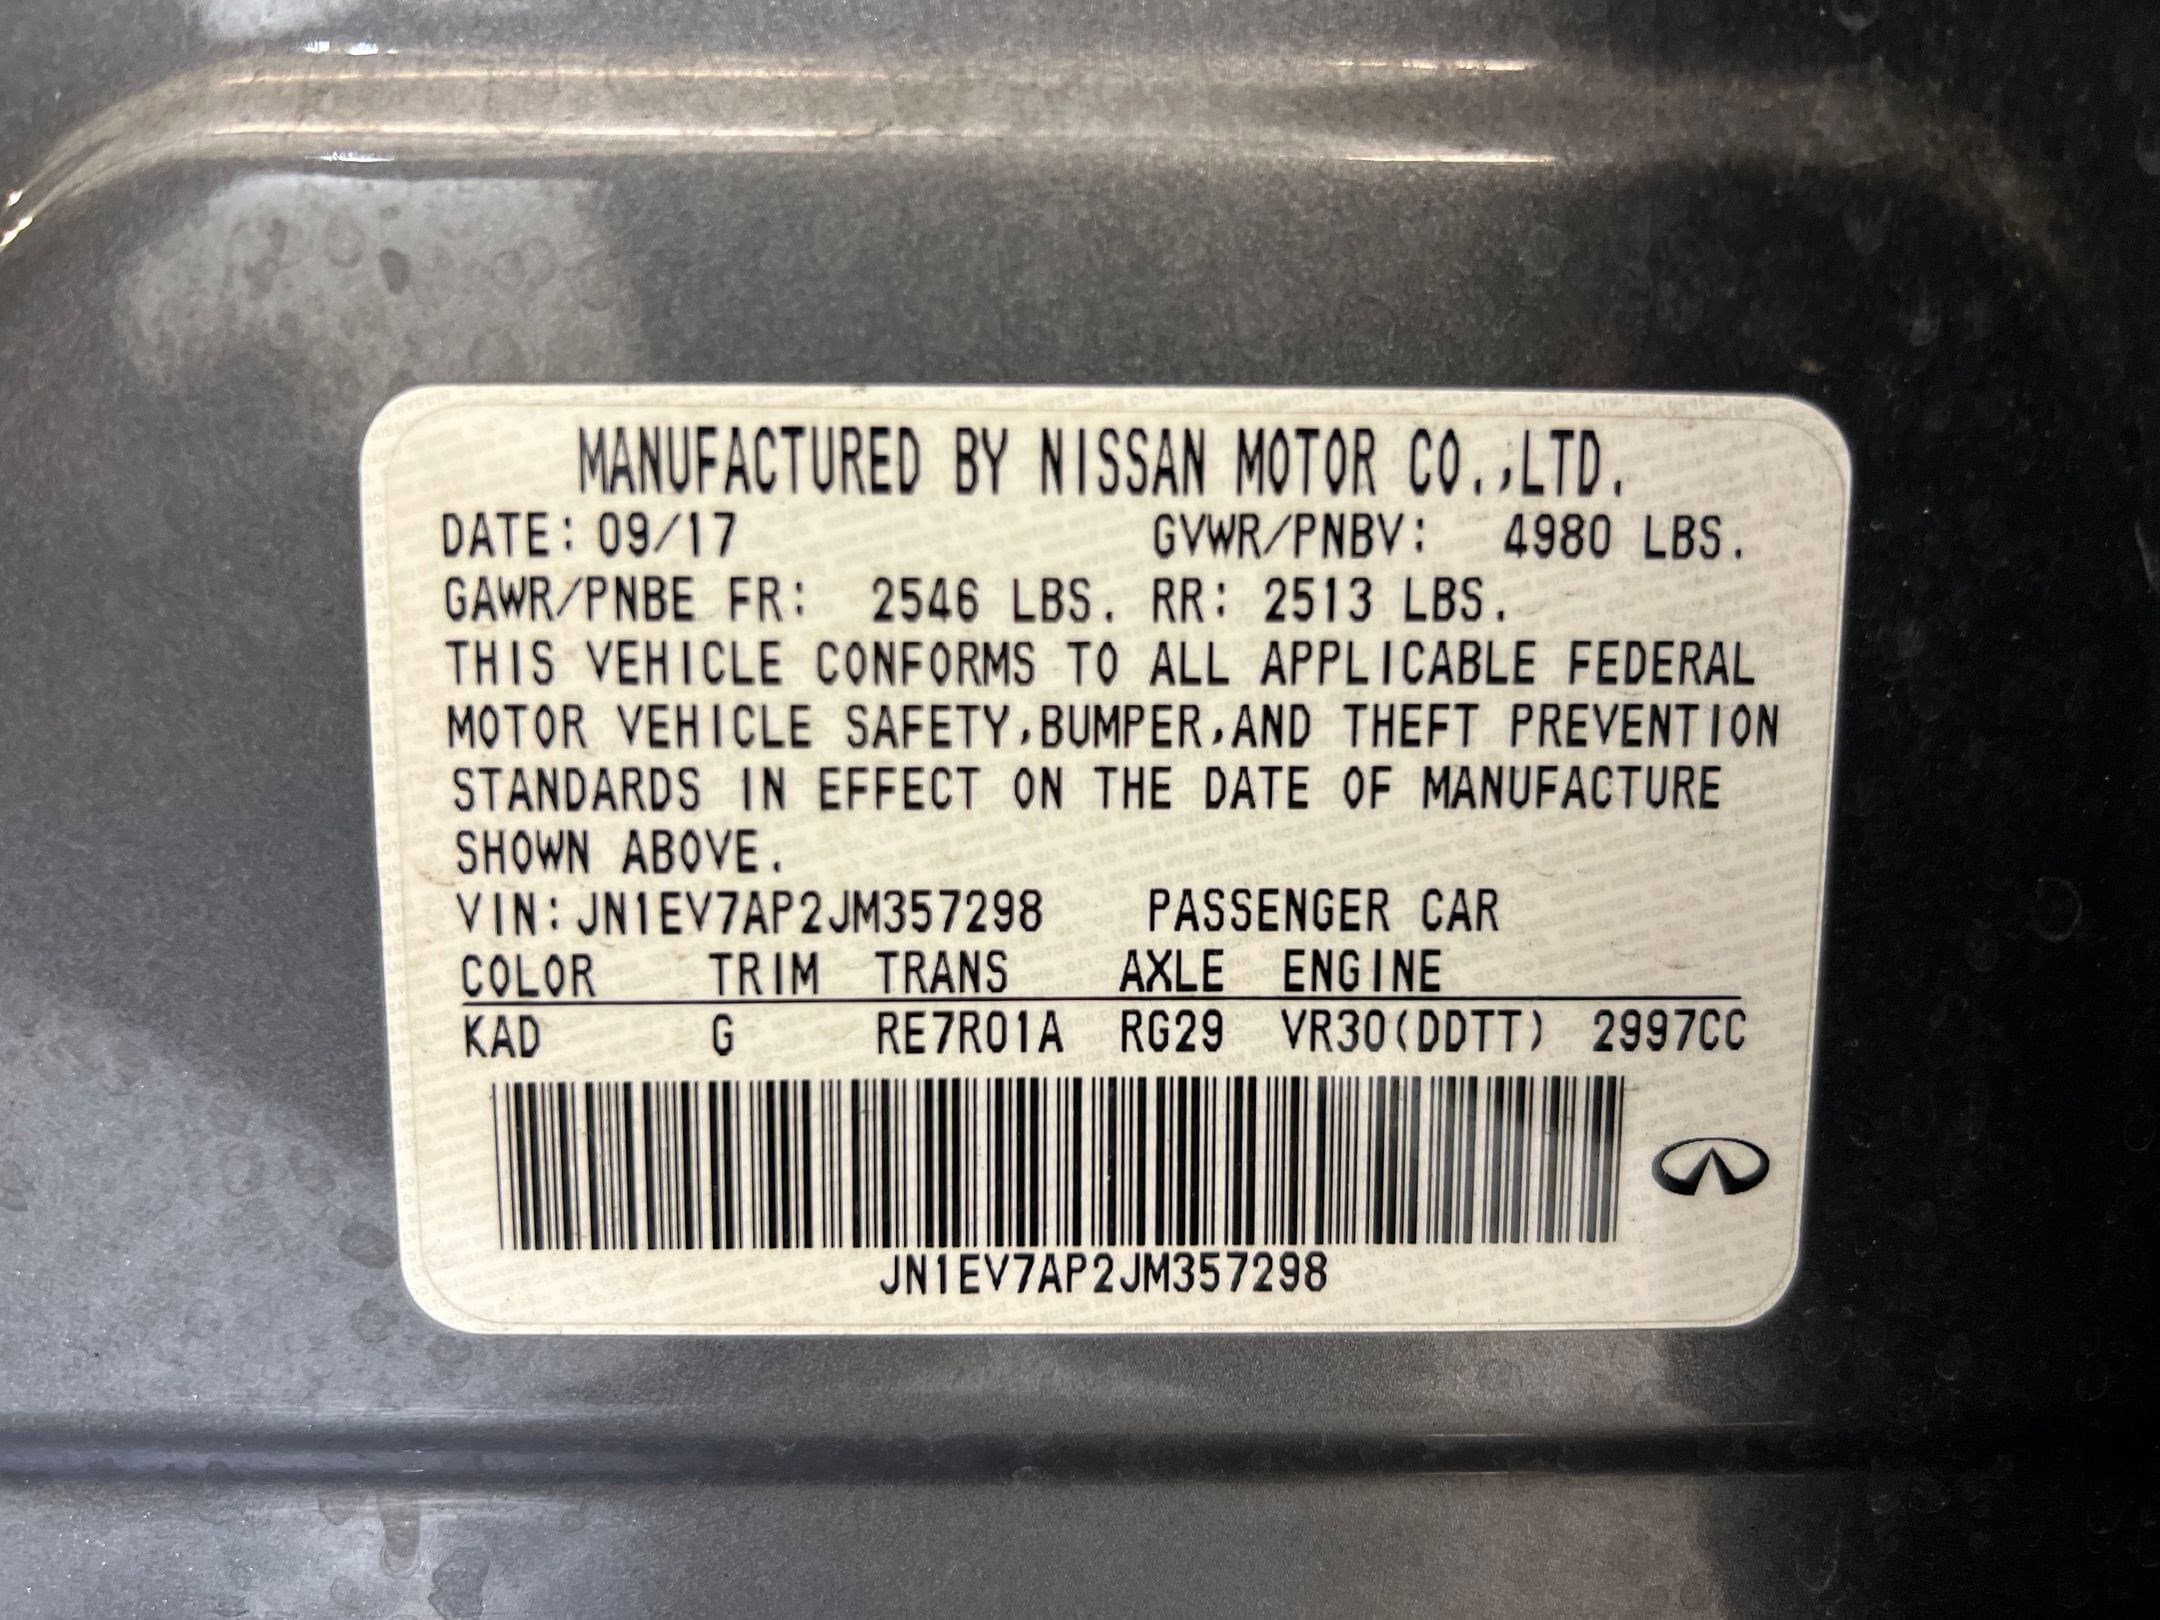 MANUFACTURED BY NISSAN MOTOR CO.,LTD.
DATE: 09/17 GVWR/PNBV: 4980 LBS.
GAWR/PNBE FR: 2546 LBS. RR: 2513 LBS.
THIS VEHICLE CONFORMS TO ALL APPLICABLE FEDERAL
MOTOR VEHICLE SAFETY,BUMPER,AND THEFT PREVENTION
STANDARDS IN EFFECT ON THE DATE OF MANUFACTURE
SHOWN ABOVE.
VIN:JN1EV7AP2JM357298 PASSENGER CAR
COLOR TRIM TRANS AXLE ENGINE
KAD G RE7R01A RG29 VR30(DDTT) 2997CC
JN1EV7AP2JM357298